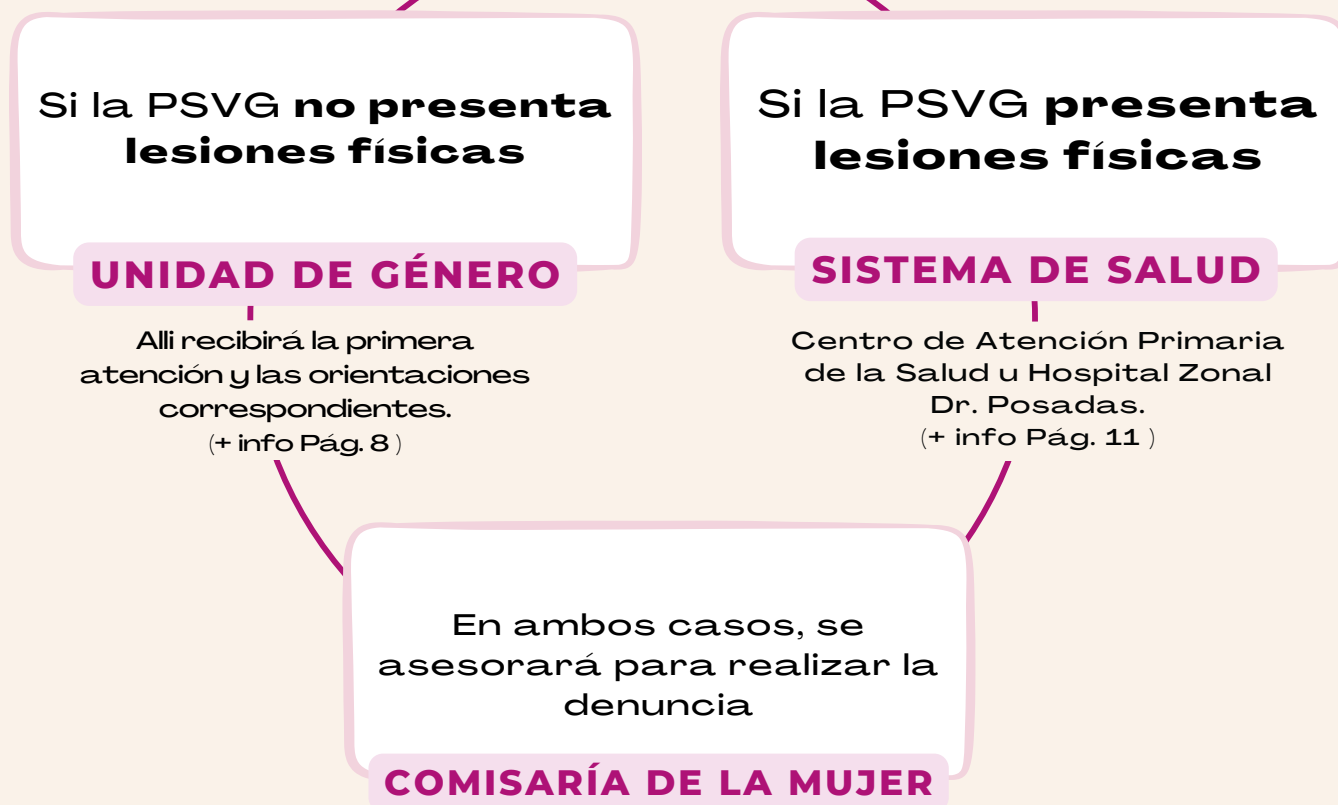 Si la PSVG no presenta
lesiones físicas
UNIDAD DE GÉNERO
Alli recibirá la primera
atención y las orientaciones
correspondientes.
(+ info Pág. 8 )
Si la PSVG presenta
lesiones físicas
SISTEMA DE SALUD
Centro de Atención Primaria
de la Salud u Hospital Zonal
Dr. Posadas.
(+ info Pág. 11 )
En ambos casos, se
asesorará para realizar la
denuncia
COMISARÍA DE LA MUJER